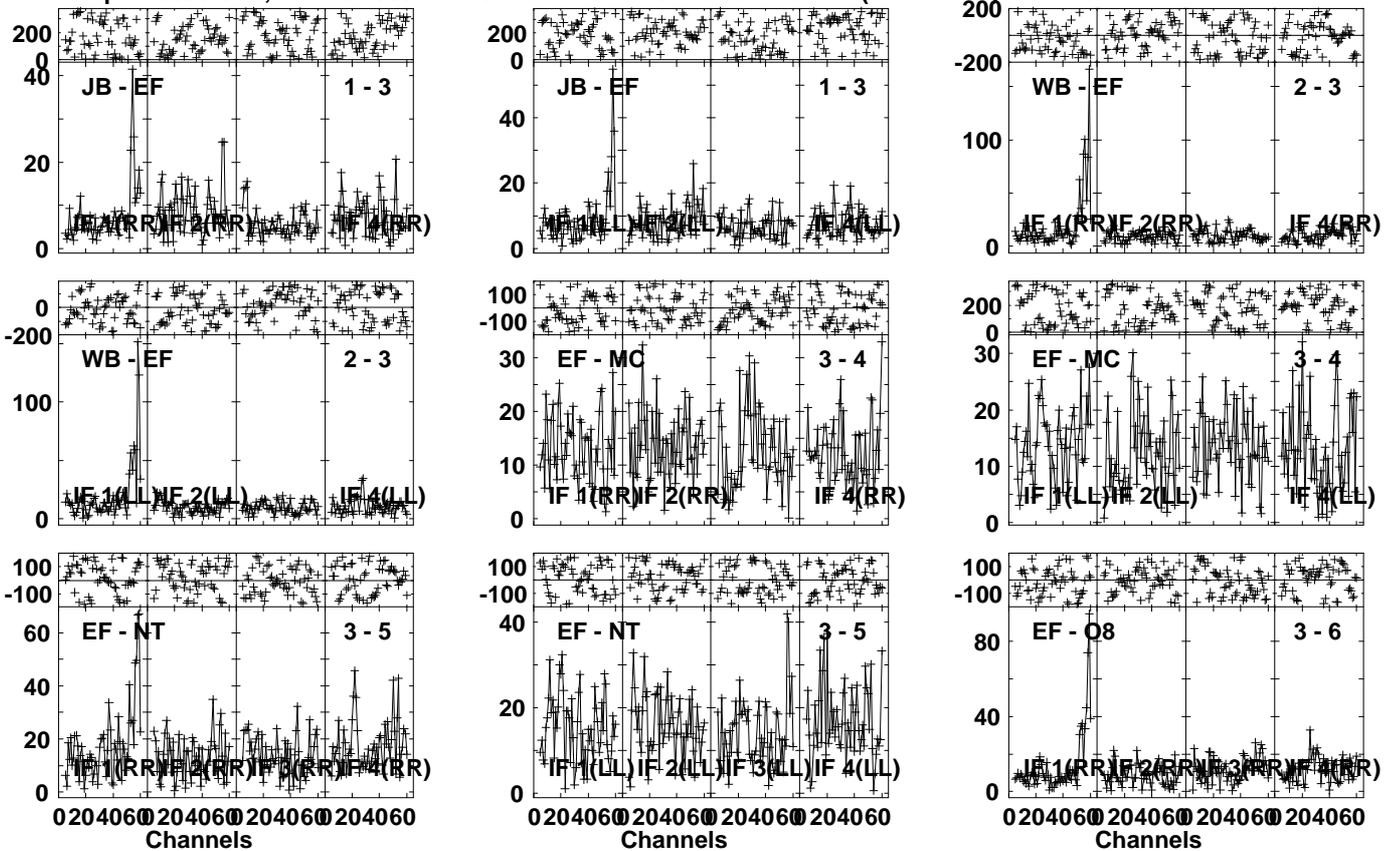 200
0
40
20
0
JB - EF 1 - 3
IF 1(RR) IF 2(RR) IF 4(RR)
200
0
40
20
0
JB - EF 1 - 3
IF 1(LL) IF 2(LL) IF 4(LL)
200
-200
100
0
WB - EF 2 - 3
IF 1(RR) IF 2(RR) IF 4(RR)
0
-200
100
0
WB - EF 2 - 3
IF 1(LL) IF 2(LL) IF 4(LL)
100
-100
30
20
10
0
EF - MC 3 - 4
IF 1(RR) IF 2(RR) IF 4(RR)
200
0
30
20
10
0
EF - MC 3 - 4
IF 1(LL) IF 2(LL) IF 4(LL)
100
-100
60
40
20
0
EF - NT 3 - 5
IF 1(RR) IF 2(RR) IF 3(RR) IF 4(RR)
0 20 40 60 0 20 40 60 0 20 40 60 0 20 40 60
Channels
100
-100
40
20
0
EF - NT 3 - 5
IF 1(LL) IF 2(LL) IF 3(LL) IF 4(LL)
0 20 40 60 0 20 40 60 0 20 40 60 0 20 40 60
Channels
100
-100
80
40
0
EF - O8 3 - 6
IF 1(RR) IF 2(RR) IF 3(RR) IF 4(RR)
0 20 40 60 0 20 40 60 0 20 40 60 0 20 40 60
Channels